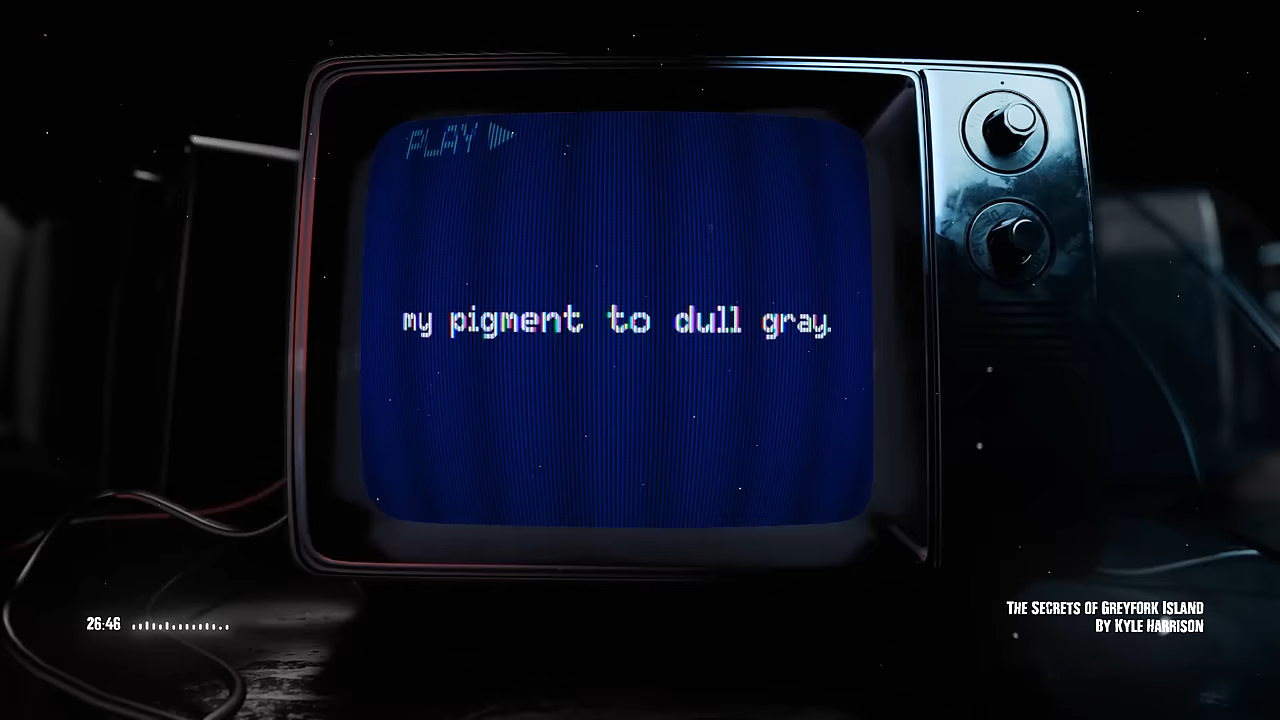 PLAY
my pigment to dull gray.
26:46
The Secrets of Greyfork Island
By Kyle Harrison